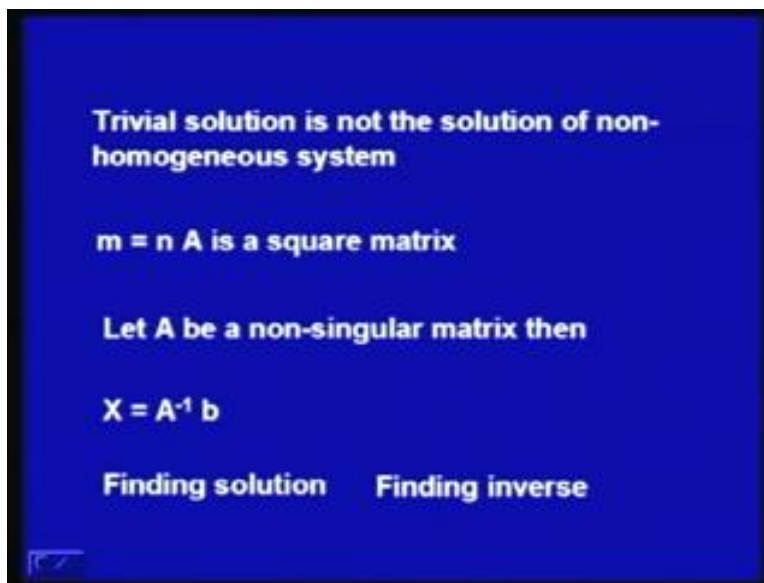 Trivial solution is not the solution of non-
homogeneous system
m = n A is a square matrix
Let A be a non-singular matrix then
X = A⁻¹ b
Finding solution    Finding inverse